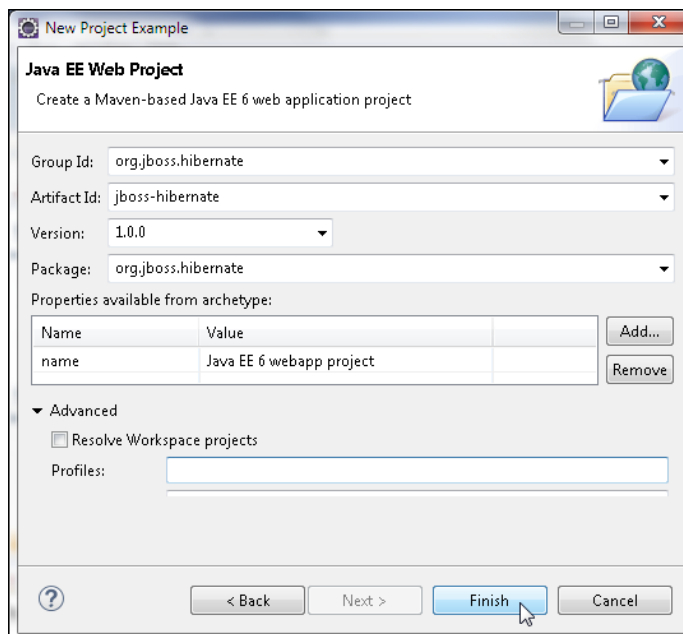 New Project Example
Java EE Web Project
Create a Maven-based Java EE 6 web application project
Group Id: org.jboss.hibernate
Artifact Id: jboss-hibernate
Version: 1.0.0
Package: org.jboss.hibernate
Properties available from archetype:
Name Value Add...
name Java EE 6 webapp project Remove
Advanced
Resolve Workspace projects
Profiles:
? < Back Next > Finish Cancel